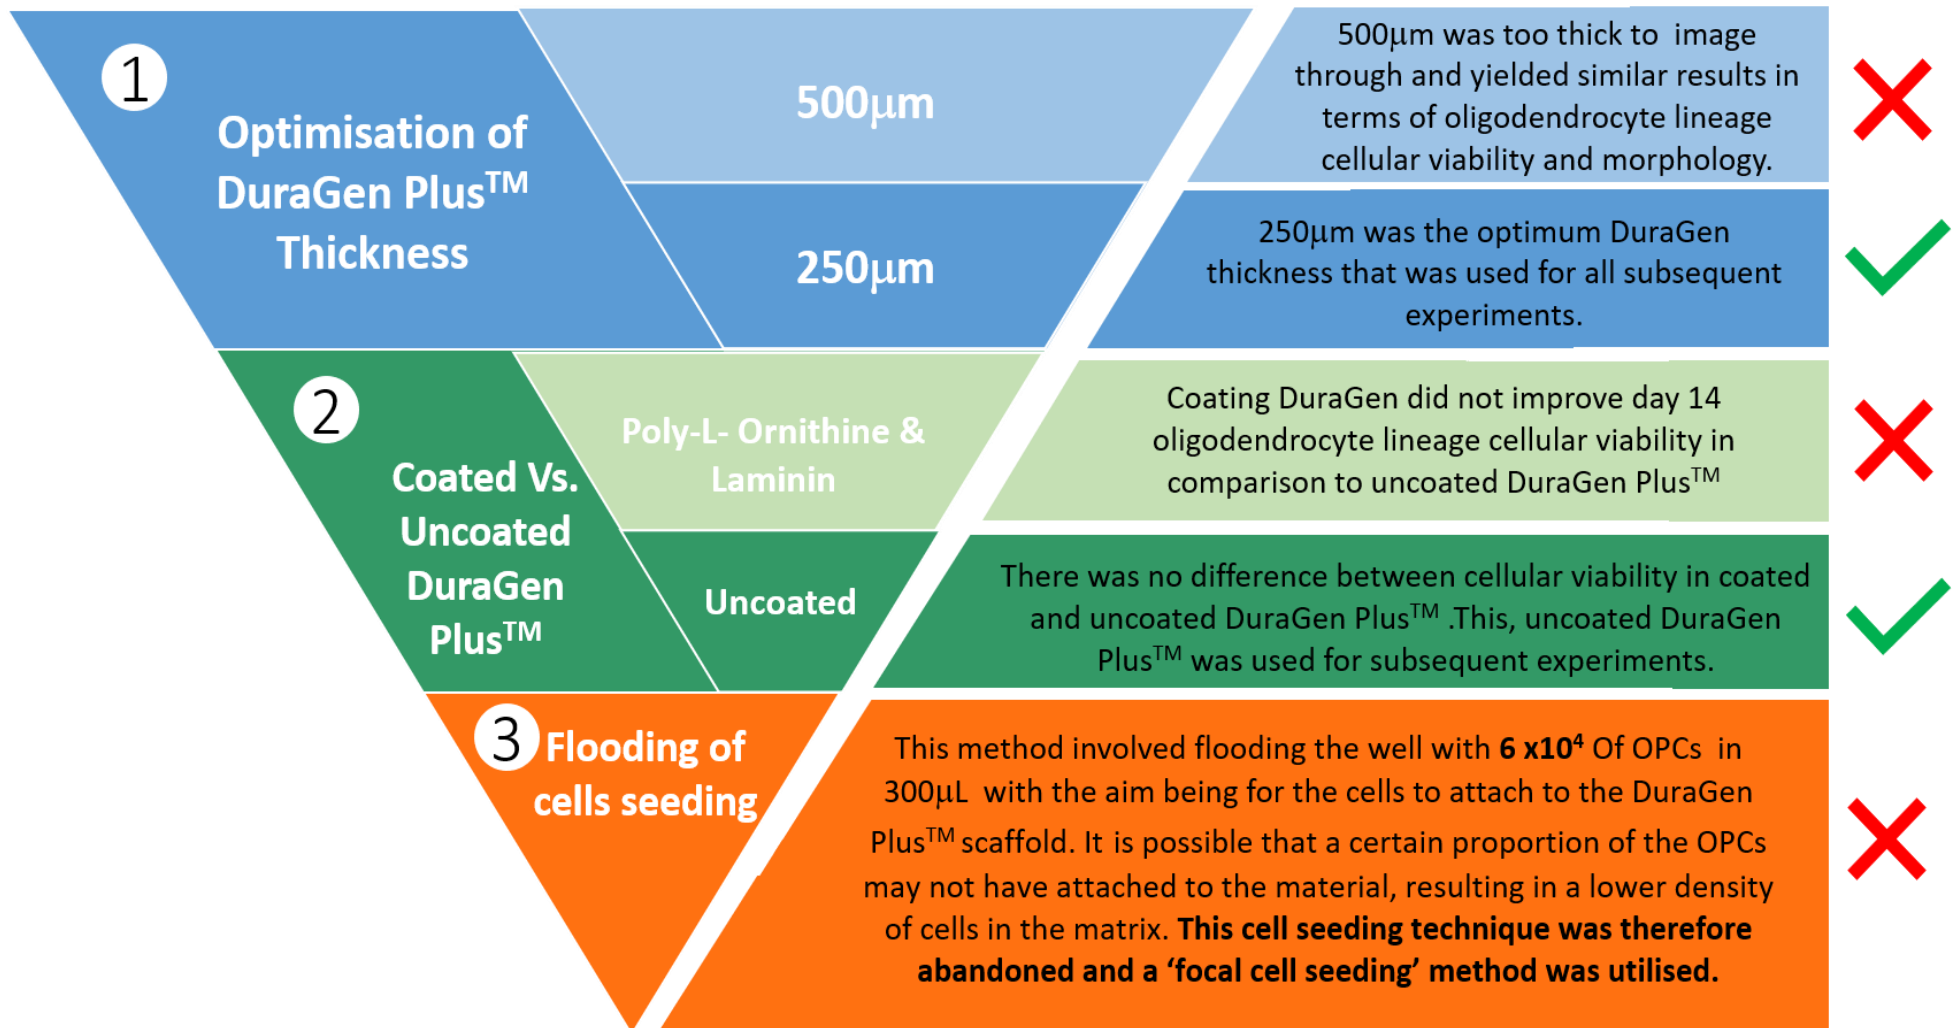 1
Optimisation of
DuraGen Plus™
Thickness
500µm
500µm was too thick to image
through and yielded similar results in
terms of oligodendrocyte lineage
cellular viability and morphology.
250µm
250µm was the optimum DuraGen
thickness that was used for all subsequent
experiments.
2
Coated Vs.
Uncoated
DuraGen
Plus™
Poly-L- Ornithine &
Laminin
Coating DuraGen did not improve day 14
oligodendrocyte lineage cellular viability in
comparison to uncoated DuraGen Plus™
Uncoated
There was no difference between cellular viability in coated
and uncoated DuraGen Plus™ .This, uncoated DuraGen
Plus™ was used for subsequent experiments.
3
Flooding of
cells seeding
This method involved flooding the well with 6 x10⁴ Of OPCs in
300µL with the aim being for the cells to attach to the DuraGen
Plus™ scaffold. It is possible that a certain proportion of the OPCs
may not have attached to the material, resulting in a lower density
of cells in the matrix. This cell seeding technique was therefore
abandoned and a ‘focal cell seeding’ method was utilised.